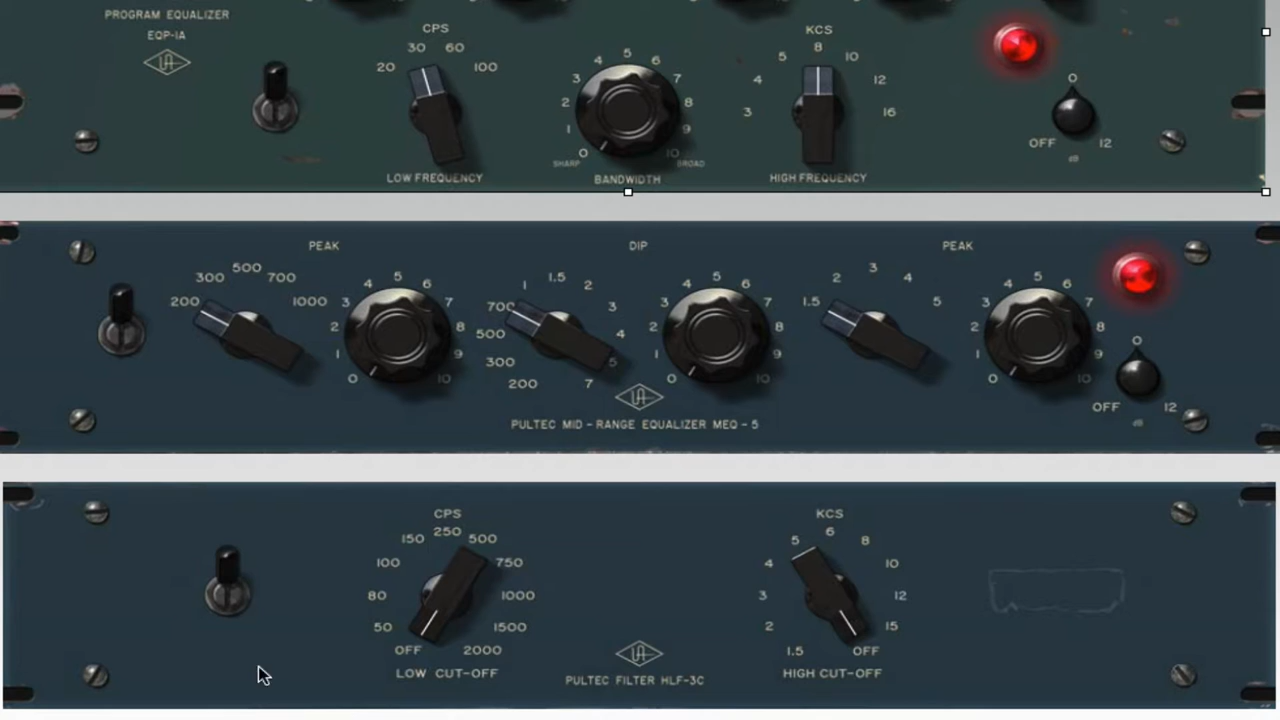 PROGRAM EQUALIZER
EQP-1A
UA
CPS
20 30 60 100
LOW FREQUENCY
0 1 2 3 4 5 6 7 8 9 10
SHARP BROAD
BANDWIDTH
KCS
3 4 5 8 10 12 16
HIGH FREQUENCY
OFF 0 12
dB
PEAK
200 300 500 700 1000
0 1 2 3 4 5 6 7 8 9 10
DIP
200 300 500 700 1 1.5 2 3 4 5 7
0 1 2 3 4 5 6 7 8 9 10
PEAK
1.5 2 3 4 5
0 1 2 3 4 5 6 7 8 9 10
OFF 0 12
dB
UA
PULTEC MID-RANGE EQUALIZER MEQ-5
CPS
OFF 50 80 100 150 250 500 750 1000 1500 2000
LOW CUT-OFF
UA
PULTEC FILTER HLF-3C
KCS
1.5 2 3 4 5 6 8 10 12 15 OFF
HIGH CUT-OFF